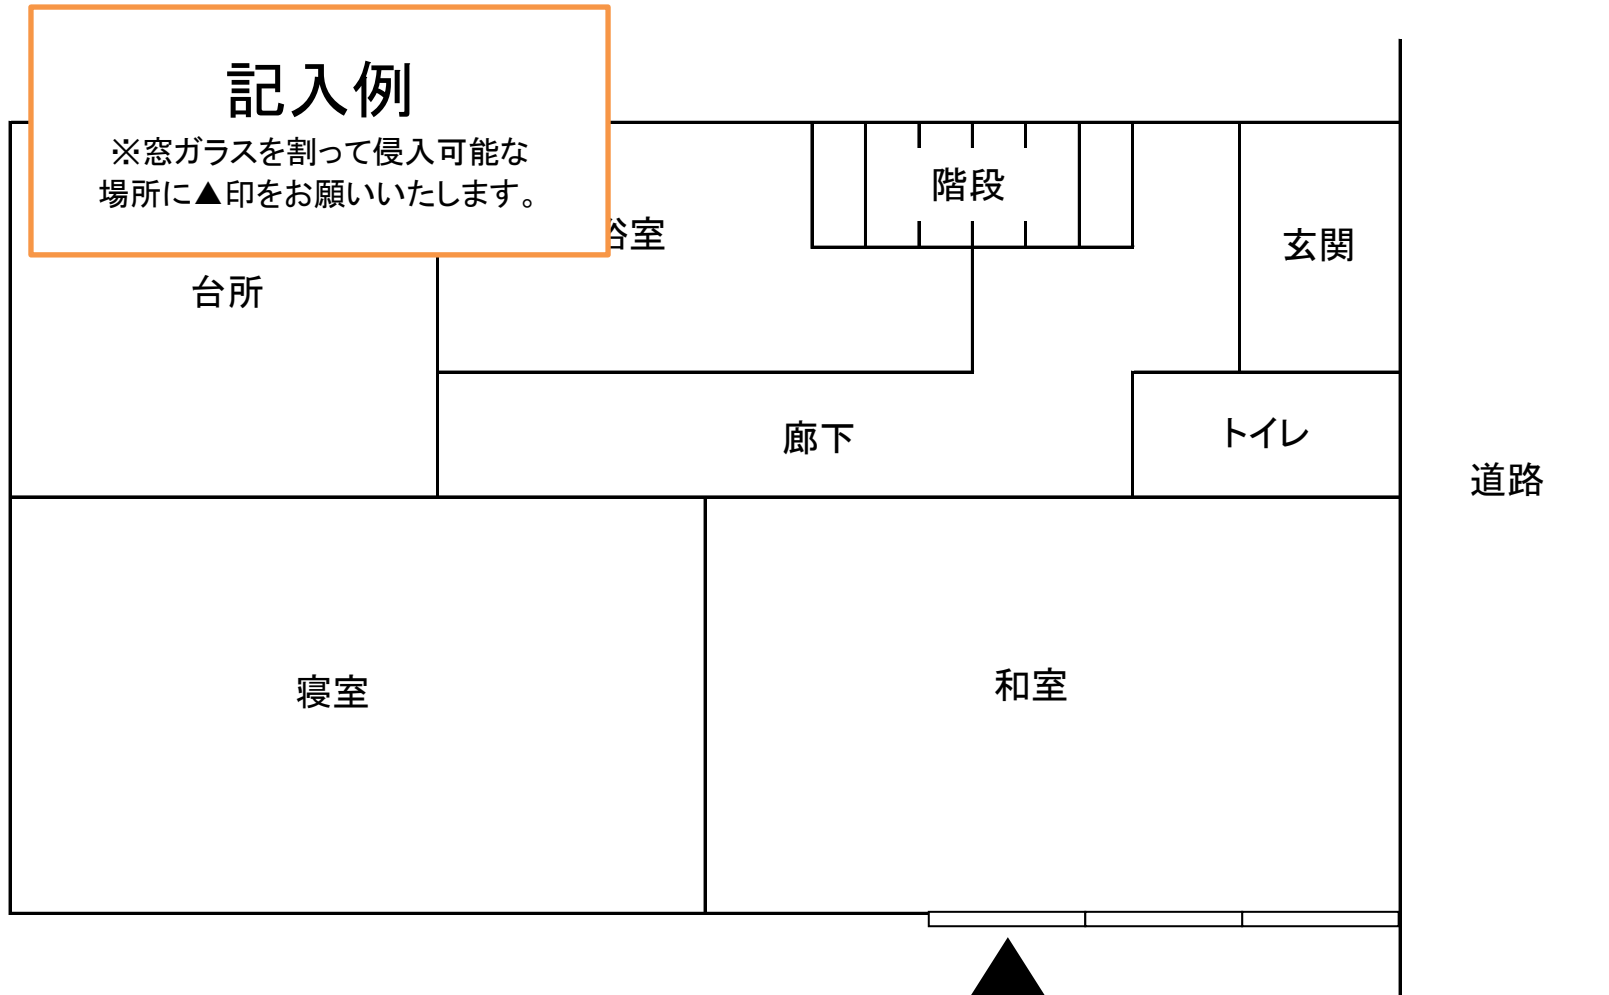 記入例
※窓ガラスを割って侵入可能な
場所に▲印をお願いいたします。
階段
室
玄関
台所
廊下
トイレ
道路
寝室
和室